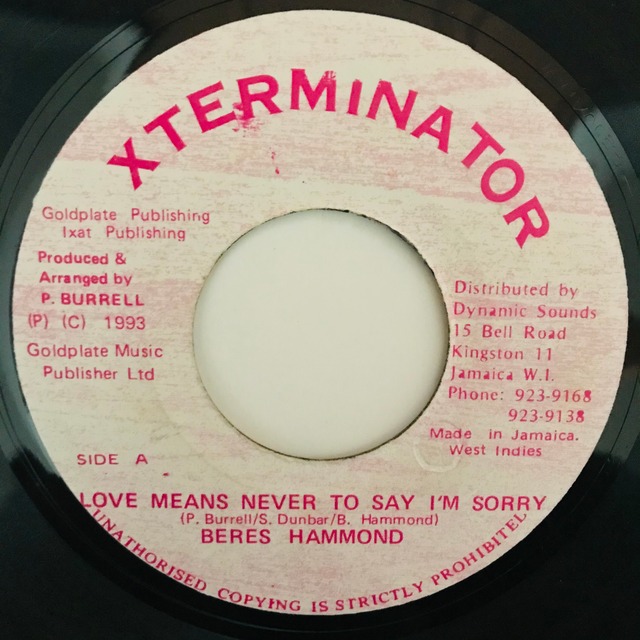 XTERMINATOR
Goldplate Publishing
Ixat Publishing
Produced &
Arranged by
P. BURRELL
(P) (C) 1993
Goldplate Music
Publisher Ltd
Distributed by
Dynamic Sounds
15 Bell Road
Kingston 11
Jamaica W.I.
Phone: 923-9168
923-9138
Made in Jamaica.
West Indies
SIDE A
LOVE MEANS NEVER TO SAY I'M SORRY
(P. Burrell/S. Dunbar/B. Hammond)
BERES HAMMOND
UNAUTHORISED COPYING IS STRICTLY PROHIBITED